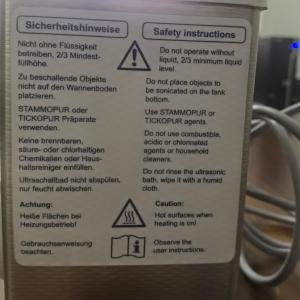 Sicherheitshinweise
Nicht ohne Flüssigkeit
betreiben, 2/3 Mindest-
füllhöhe.
Zu beschallende Objekte
nicht auf den Wannenboden
platzieren.
STAMMOPUR oder
TICKOPUR Präparate
verwenden.
Keine brennbaren,
säure- oder chlorhaltigen
Chemikalien oder Haus-
haltsreiniger einfüllen.
Ultraschallbad nicht abspülen,
nur feucht abwischen.
Achtung:
Heiße Flächen bei
Heizungsbetrieb!
Gebrauchsanweisung
beachten.
Safety instructions
Do not operate without
liquid, 2/3 minimum liquid
level.
Do not place objects to
be sonicated on the tank
bottom.
Use STAMMOPUR or
TICKOPUR agents.
Do not use combustible,
acidic or chlorinated
agents or household
cleaners.
Do not rinse the ultrasonic
bath, wipe it with a humid
cloth.
Caution:
Hot surfaces when
heating is on!
Observe the
user instructions.